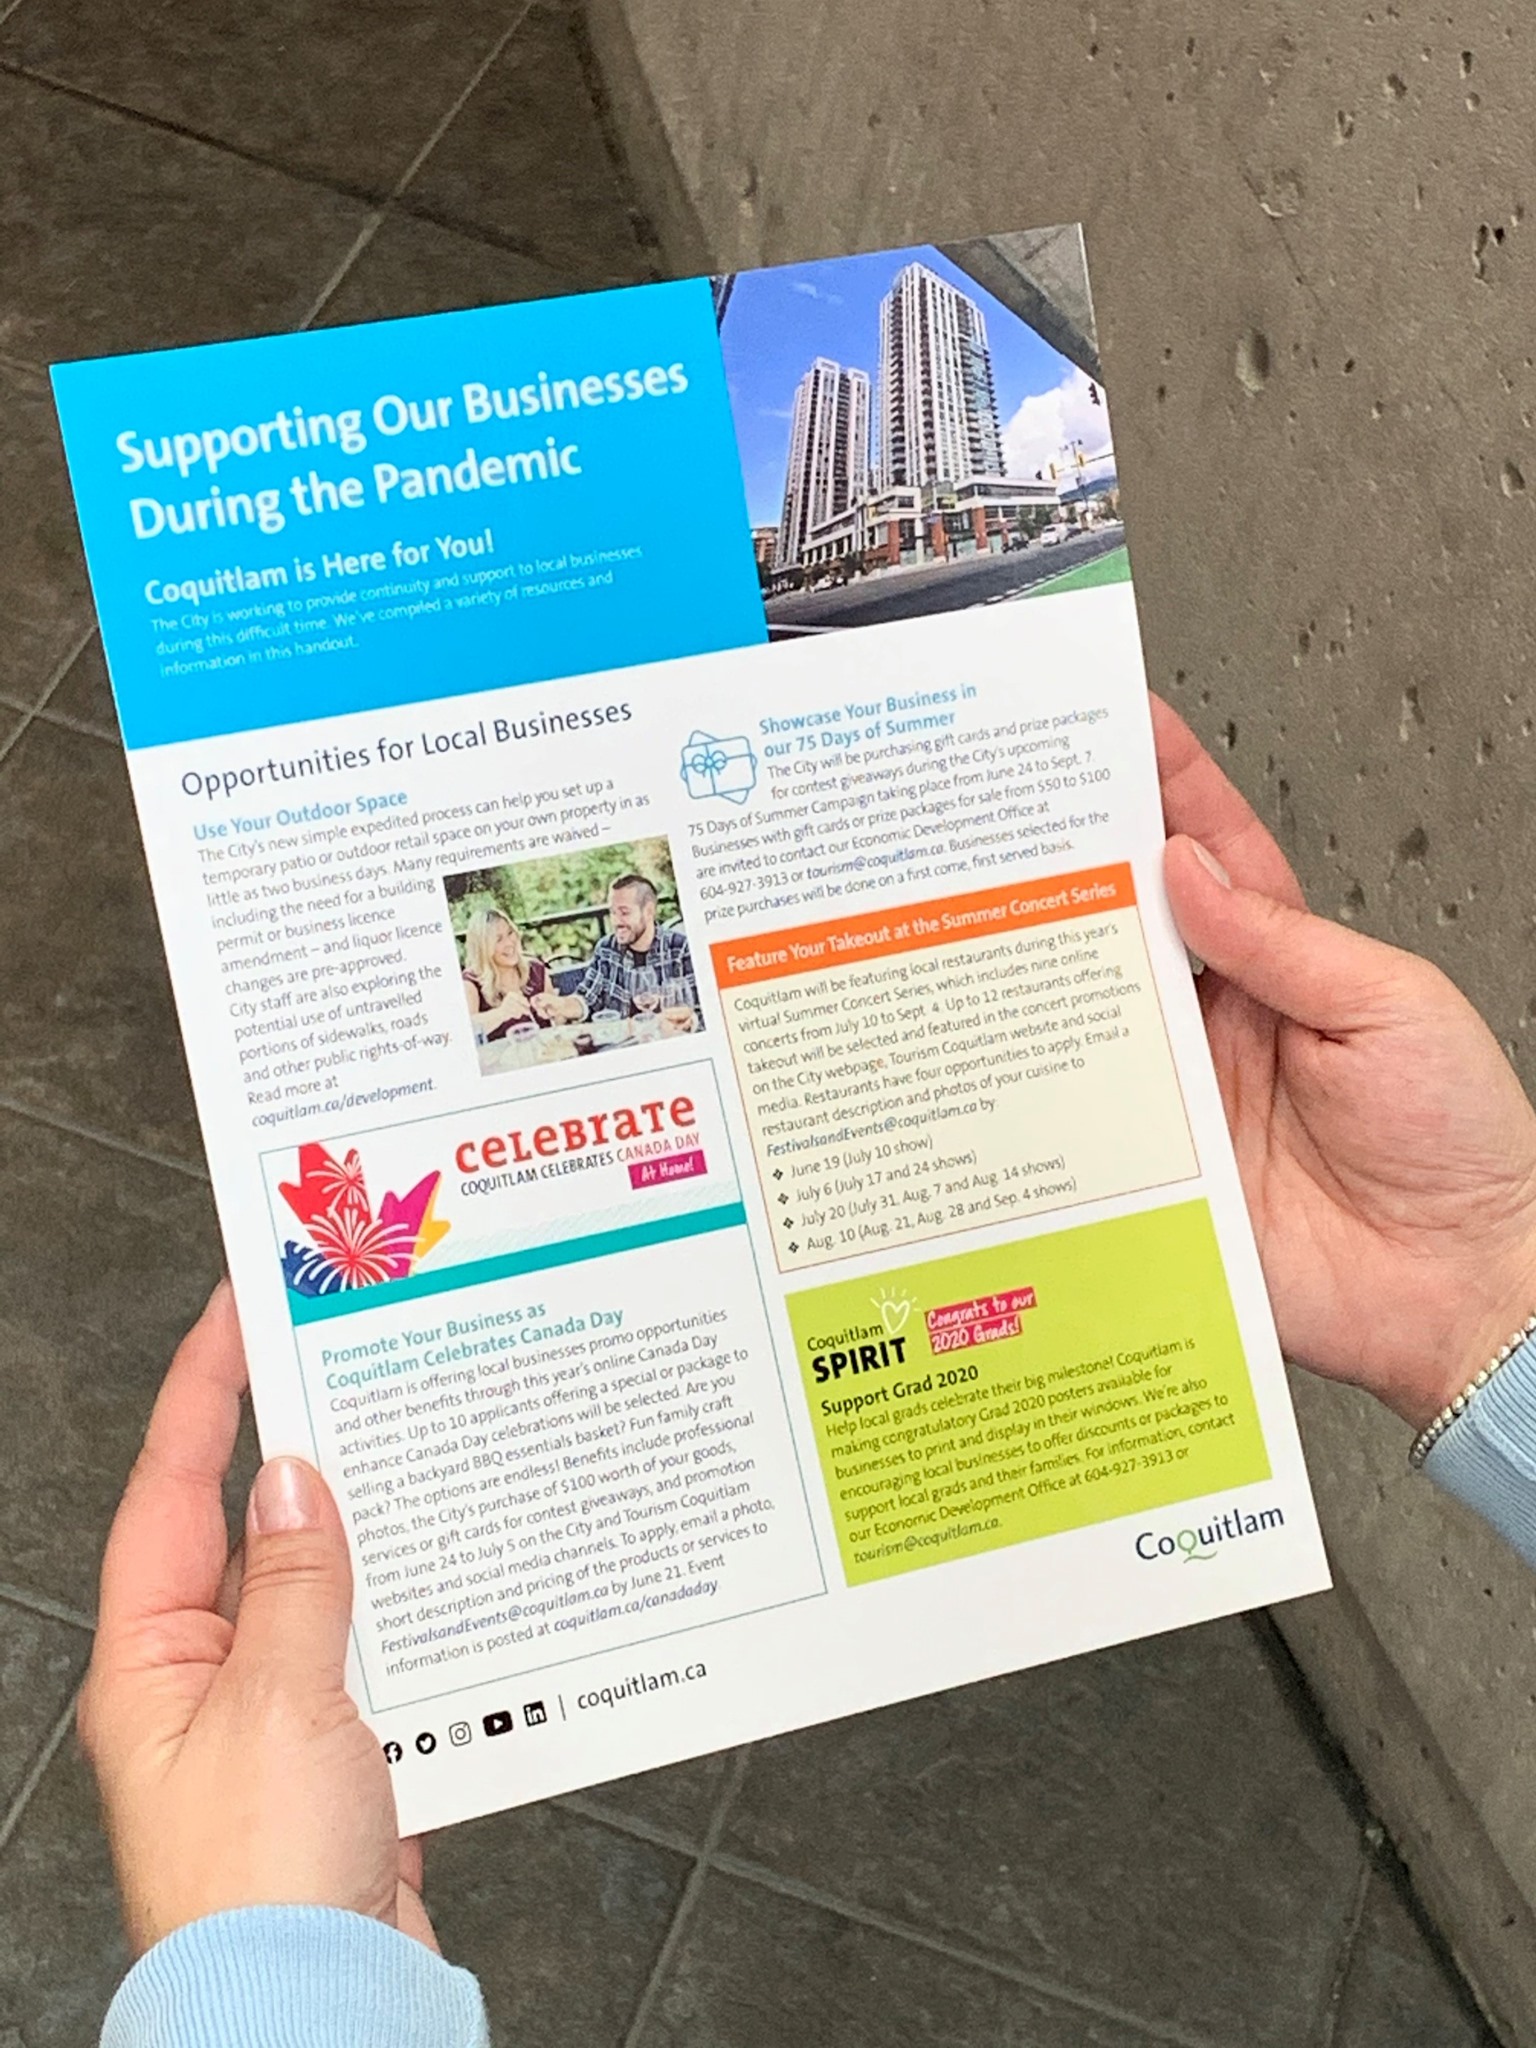 Supporting Our Businesses
During the Pandemic
Coquitlam is Here for You!
The City is working to provide continuity and support to local businesses
during this difficult time. We've compiled a variety of resources and
information in this handout.
Opportunities for Local Businesses
Use Your Outdoor Space
The City's new simple expedited process can help you set up a
temporary patio or outdoor retail space on your own property in as
little as two business days. Many requirements are waived –
including the need for a building
permit or business licence
amendment – and liquor licence
changes are pre-approved.
City staff are also exploring the
potential use of untravelled
portions of sidewalks, roads
and other public rights-of-way.
Read more at
coquitlam.ca/development.
CELEBRATE
COQUITLAM CELEBRATES CANADA DAY
At Home!
Promote Your Business as
Coquitlam Celebrates Canada Day
Coquitlam is offering local businesses promo opportunities
and other benefits through this year's online Canada Day
activities. Up to 10 applicants offering a special or package to
enhance Canada Day celebrations will be selected. Are you
selling a backyard BBQ essentials basket? Fun family craft
pack? The options are endless! Benefits include professional
photos, the City's purchase of $100 worth of your goods,
services or gift cards for contest giveaways, and promotion
from June 24 to July 5 on the City and Tourism Coquitlam
websites and social media channels. To apply, email a photo,
short description and pricing of the products or services to
FestivalsandEvents@coquitlam.ca by June 21. Event
information is posted at coquitlam.ca/canadaday.
Showcase Your Business in
our 75 Days of Summer
The City will be purchasing gift cards and prize packages
for contest giveaways during the City's upcoming
75 Days of Summer Campaign taking place from June 24 to Sept. 7.
Businesses with gift cards or prize packages for sale from $50 to $100
are invited to contact our Economic Development Office at
604-927-3913 or tourism@coquitlam.ca. Businesses selected for the
prize purchases will be done on a first come, first served basis.
Feature Your Takeout at the Summer Concert Series
Coquitlam will be featuring local restaurants during this year's
virtual Summer Concert Series, which includes nine online
concerts from July 10 to Sept. 4. Up to 12 restaurants offering
takeout will be selected and featured in the concert promotions
on the City webpage, Tourism Coquitlam website and social
media. Restaurants have four opportunities to apply. Email a
restaurant description and photos of your cuisine to
FestivalsandEvents@coquitlam.ca by:
❖ June 19 (July 10 show)
❖ July 6 (July 17 and 24 shows)
❖ July 20 (July 31, Aug. 7 and Aug. 14 shows)
❖ Aug. 10 (Aug. 21, Aug. 28 and Sep. 4 shows)
Coquitlam
SPIRIT
Congrats to our
2020 Grads!
Support Grad 2020
Help local grads celebrate their big milestone! Coquitlam is
making congratulatory Grad 2020 posters available for
businesses to print and display in their windows. We're also
encouraging local businesses to offer discounts or packages to
support local grads and their families. For information, contact
our Economic Development Office at 604-927-3913 or
tourism@coquitlam.ca.
Coquitlam
| coquitlam.ca